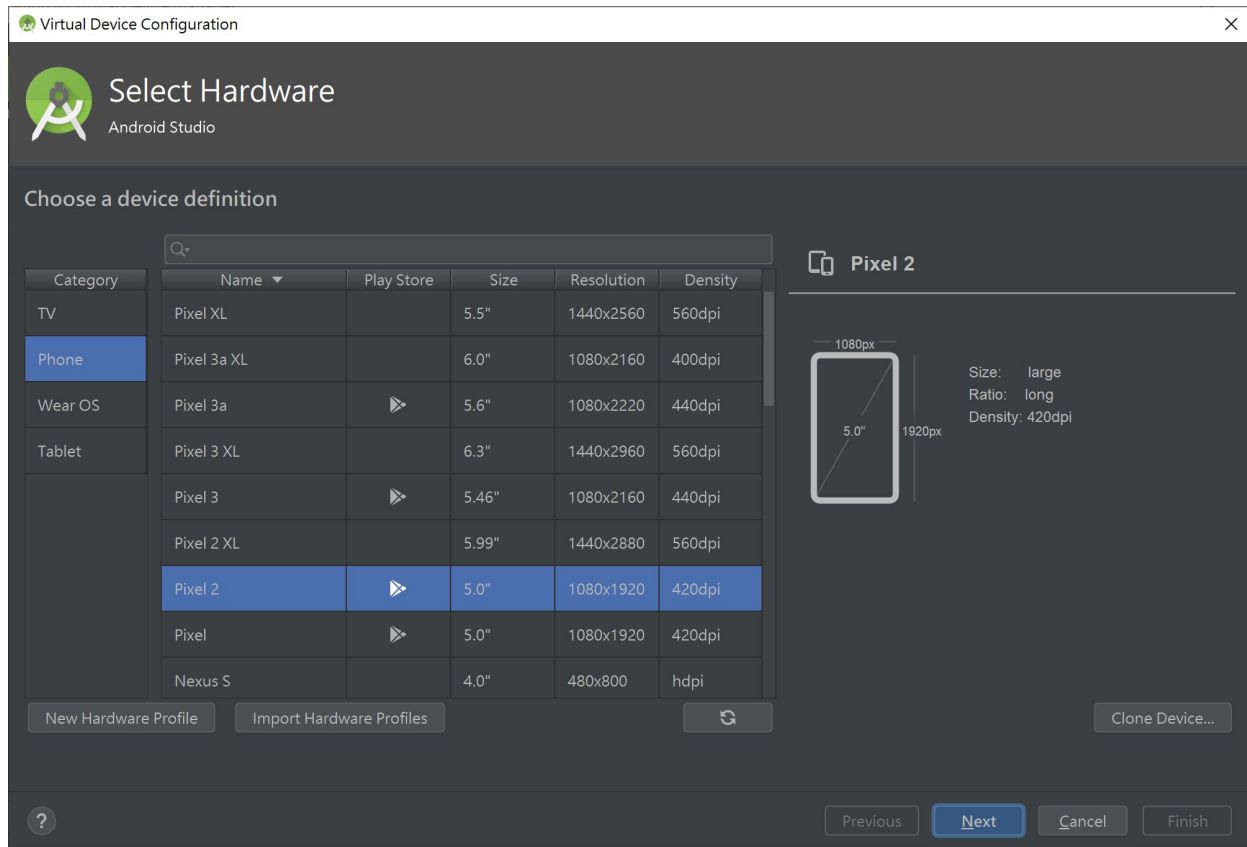 Virtual Device Configuration
Select Hardware
Android Studio
Choose a device definition
Category
TV
Phone
Wear OS
Tablet
Name Play Store Size Resolution Density
Pixel XL 5.5" 1440x2560 560dpi
Pixel 3a XL 6.0" 1080x2160 400dpi
Pixel 3a 5.6" 1080x2220 440dpi
Pixel 3 XL 6.3" 1440x2960 560dpi
Pixel 3 5.46" 1080x2160 440dpi
Pixel 2 XL 5.99" 1440x2880 560dpi
Pixel 2 5.0" 1080x1920 420dpi
Pixel 5.0" 1080x1920 420dpi
Nexus S 4.0" 480x800 hdpi
Pixel 2
1080px
5.0"
1920px
Size: large
Ratio: long
Density: 420dpi
New Hardware Profile Import Hardware Profiles Clone Device...
? Previous Next Cancel Finish